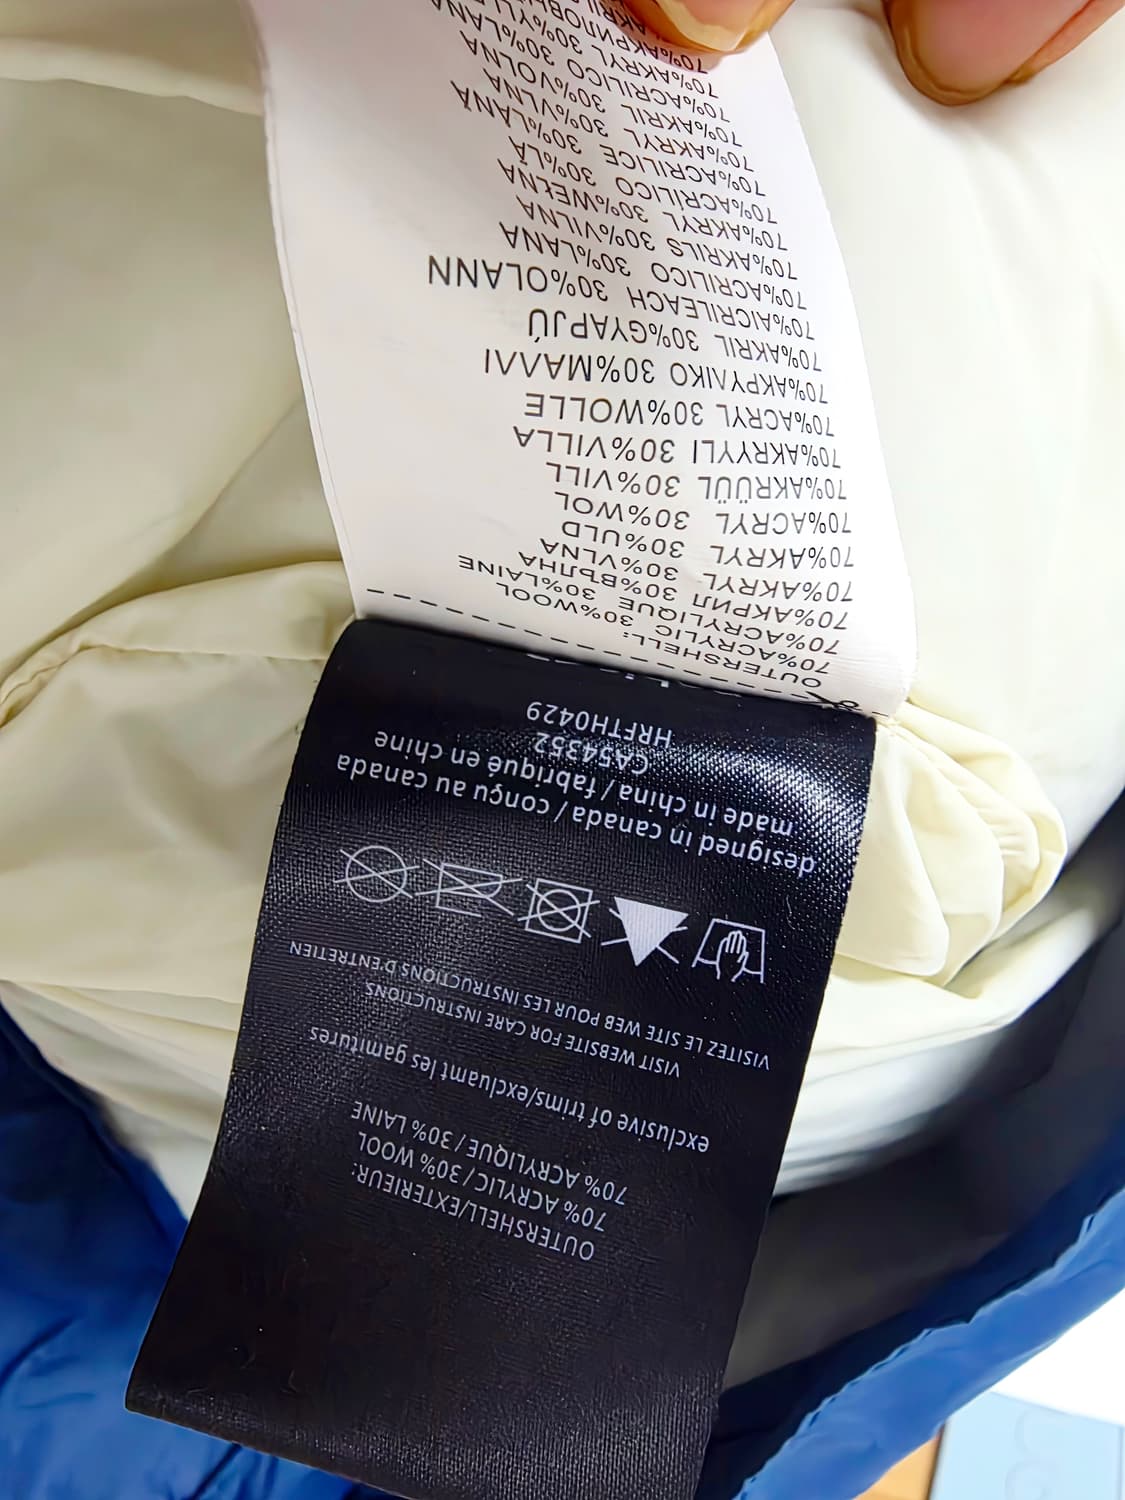 OUTERSHELL/EXTERIEUR:
70% ACRYLIC / 30% WOOL
70% ACRYLIQUE / 30% LAINE
exclusive of trims/excluamt les gamitures
VISIT WEBSITE FOR CARE INSTRUCTIONS
VISITEZ LE SITE WEB POUR LES INSTRUCTIONS D'ENTRETIEN
designed in canada / conçu au canada
made in china / fabriqué en chine
CA54352
HRFTH0429
OUTERSHELL:
70%ACRYLIC 30%WOOL
70%ACRYLIQUE 30%LAINE
70%АКРИЛ 30%ВЪЛНА
70%AKRYL 30%VLNA
70%AKRYL 30%ULD
70%ACRYL 30%WOL
70%AKRÜÜL 30%VILL
70%AKRYYLI 30%VILLA
70%ACRYL 30%WOLLE
70%ΑΚΡΥΛΙΚΟ 30%ΜΑΛΛΙ
70%AKRIL 30%GYAPJÚ
70%AICRILEACH 30%OLANN
70%ACRILICO 30%LANA
70%AKRILS 30%VILNA
70%AKRYL 30%WEŁNA
70%ACRÍLICO 30%LÃ
70%ACRILICE 30%LÂNĂ
70%AKRYL 30%VLNA
70%AKRIL 30%VOLNA
70%ACRILICO 30%LANA
70%AKRYL 30%